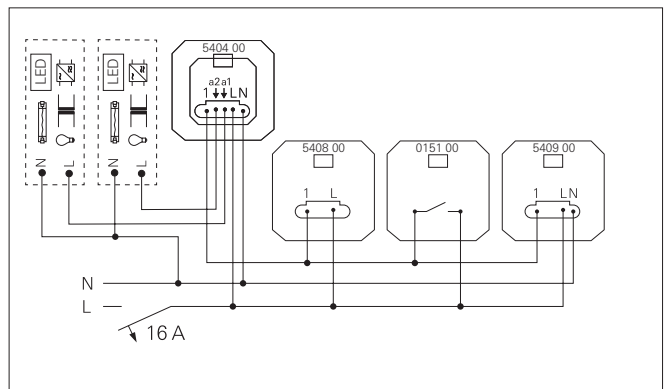 LED
LED
5404 00
a2 a1
1 LN
N L
N L
5408 00
1 L
0151 00
5409 00
1 LN
N
L
16 A